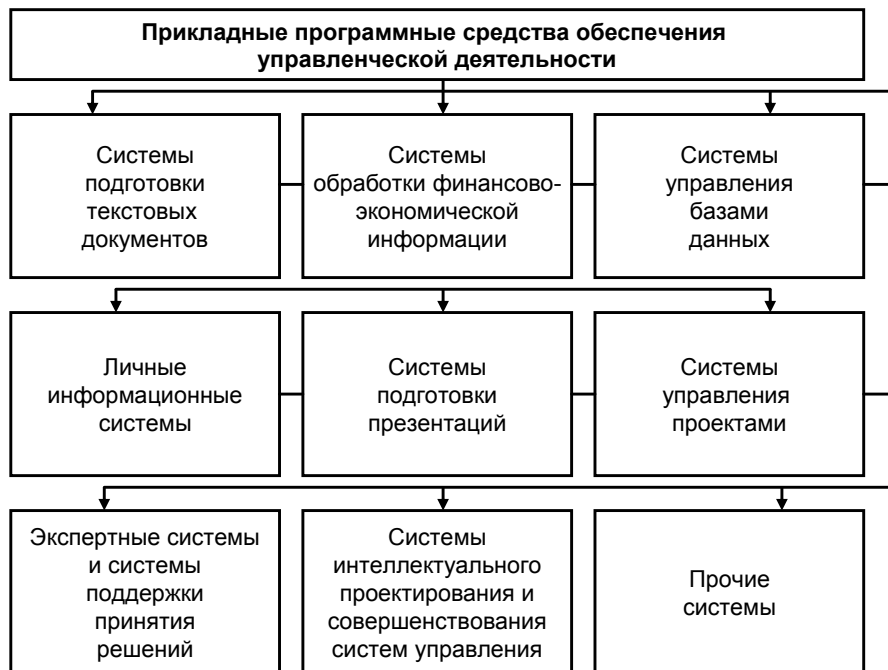 Прикладные программные средства обеспечения
управленческой деятельности
Системы
подготовки
текстовых
документов
Системы
обработки финансово-
экономической
информации
Системы
управления
базами
данных
Личные
информационные
системы
Системы
подготовки
презентаций
Системы
управления
проектами
Экспертные системы
и системы
поддержки
принятия
решений
Системы
интеллектуального
проектирования и
совершенствования
систем управления
Прочие
системы